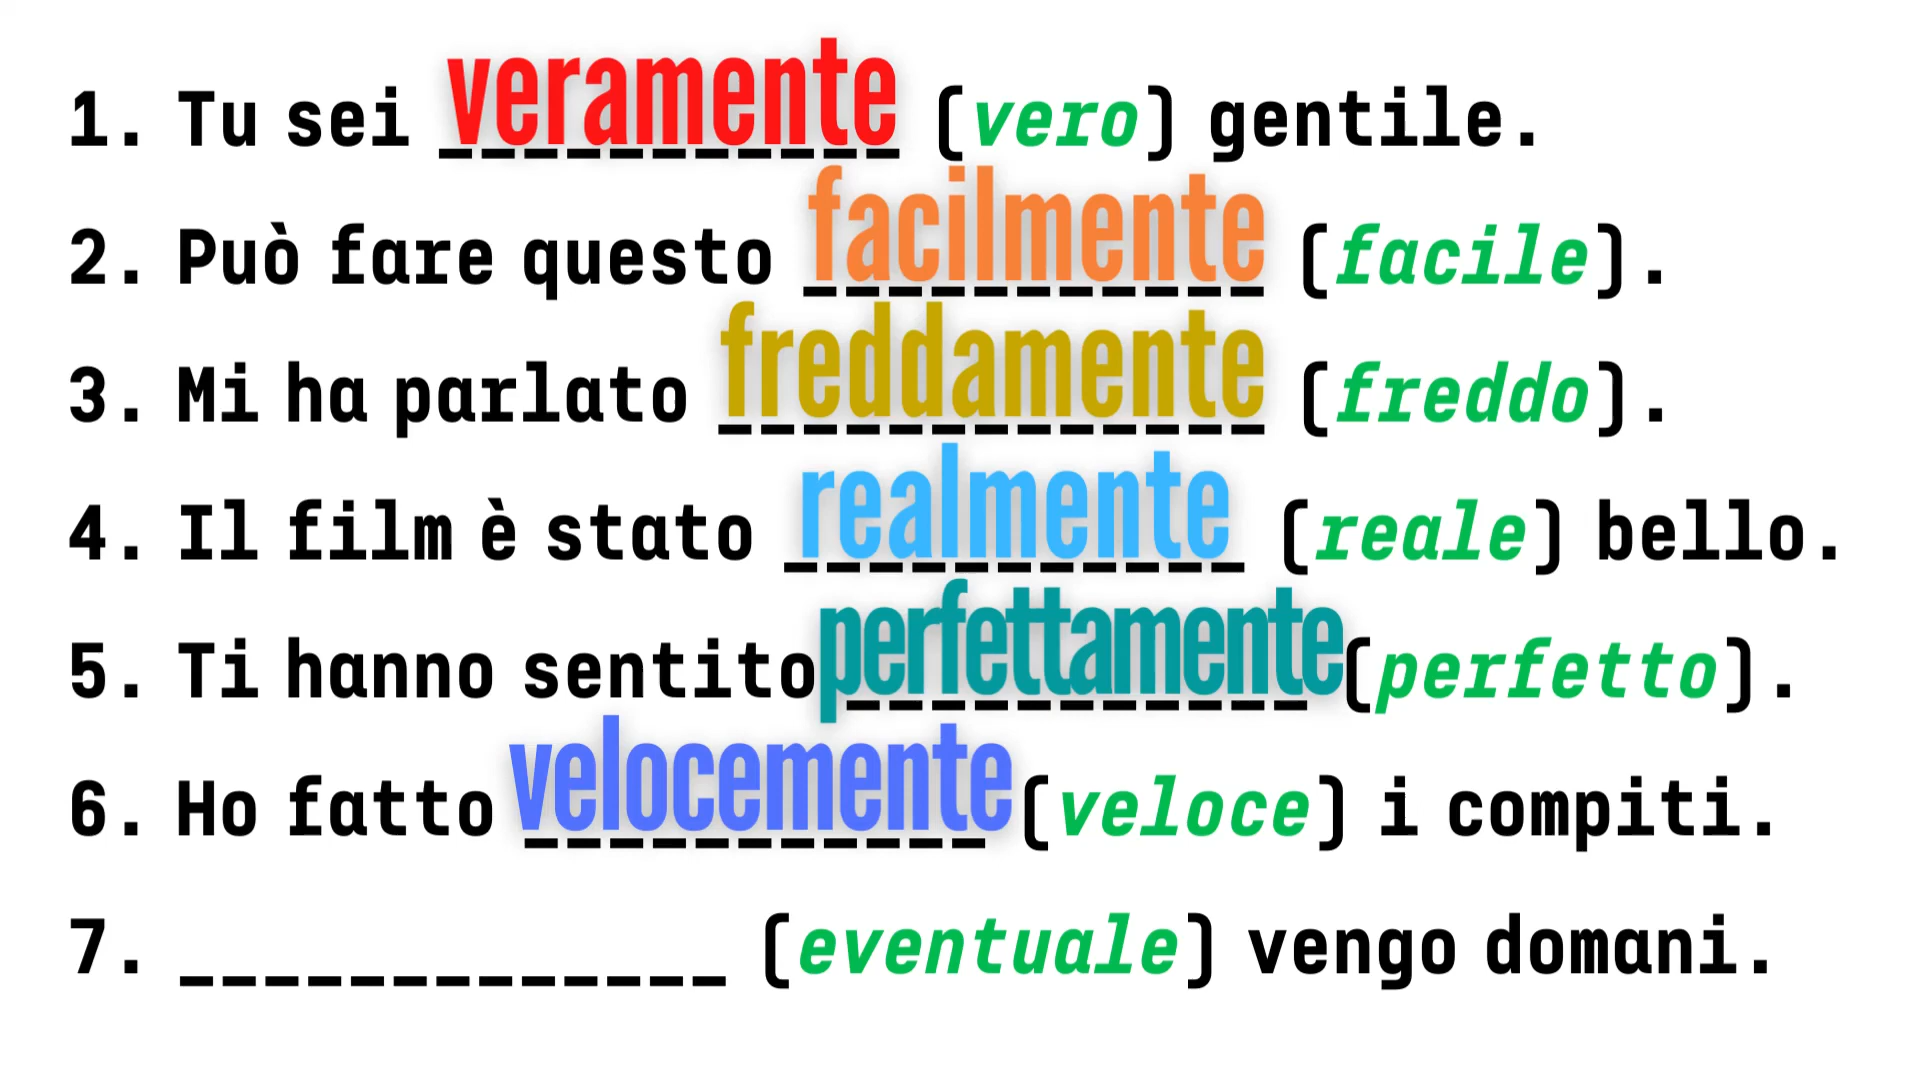 1. Tu sei veramente (vero) gentile.
2. Può fare questo facilmente (facile).
3. Mi ha parlato freddamente (freddo).
4. Il film è stato realmente (reale) bello.
5. Ti hanno sentito perfettamente (perfetto).
6. Ho fatto velocemente (veloce) i compiti.
7. _____________ (eventuale) vengo domani.